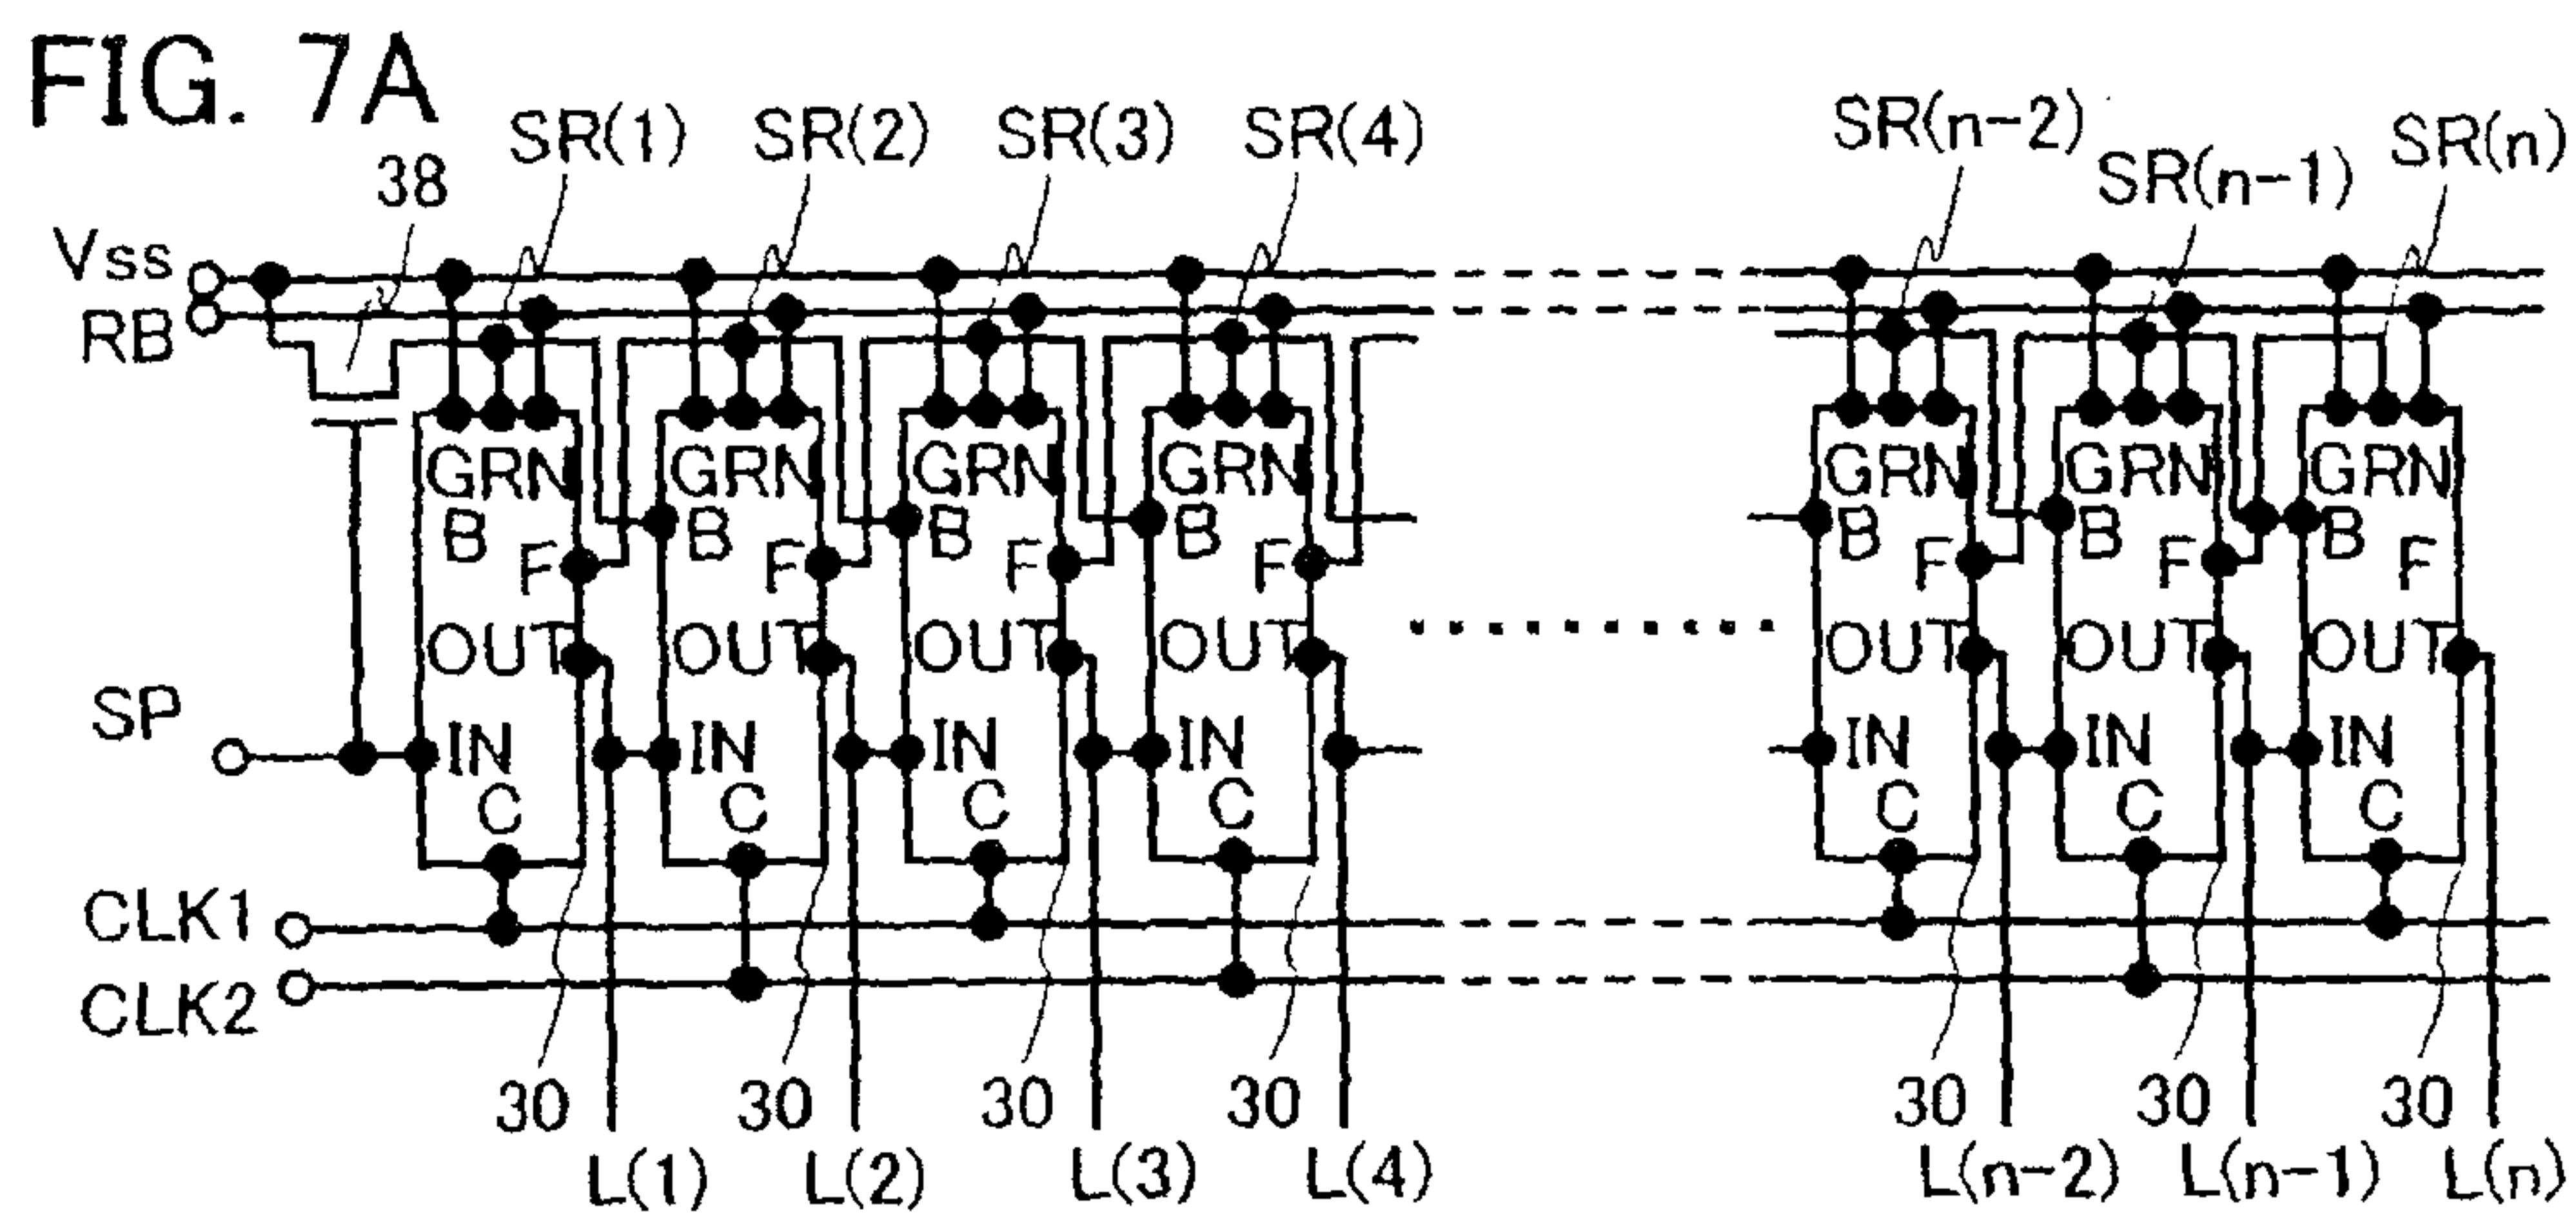 FIG. 7A
SR(1) SR(2) SR(3) SR(4) SR(n-2) SR(n-1) SR(n)
38
Vss
RB
GRN GRN GRN GRN GRN GRN GRN
B B B B B B B
F F F F F F F
OUT OUT OUT OUT OUT OUT OUT
SP
IN IN IN IN IN IN IN
C C C C C C C
CLK1
CLK2
30 30 30 30 30 30 30
L(1) L(2) L(3) L(4) L(n-2) L(n-1) L(n)